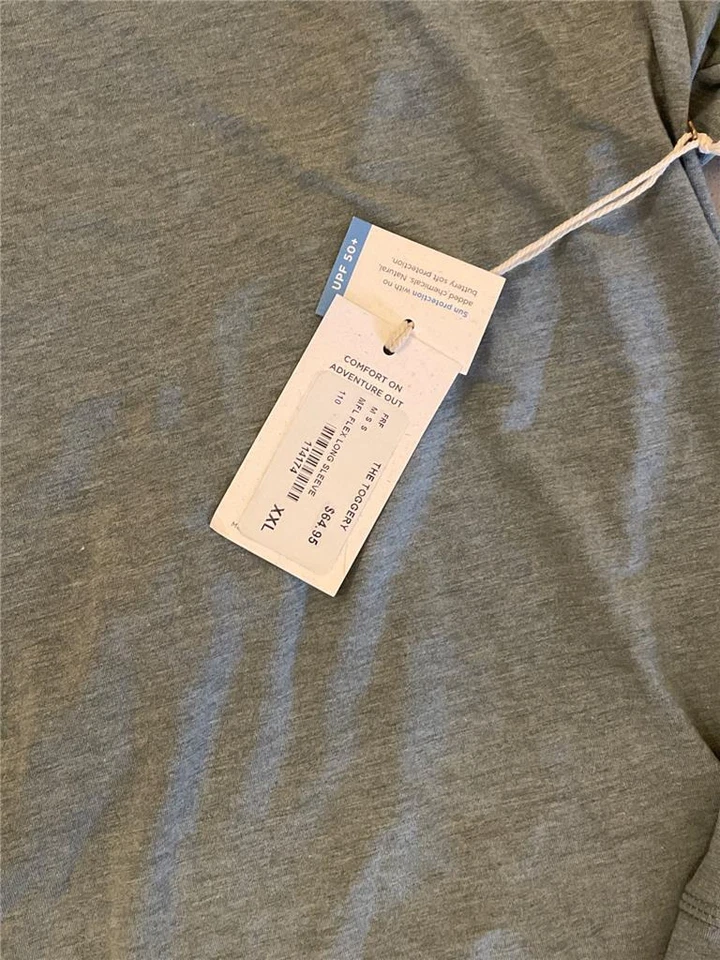 UPF 50+
Sun protection with no
added chemicals. Natural,
buttery soft protection.
COMFORT ON
ADVENTURE OUT
THE TOGGERY
$64.95
FRF
M S S
MFL FLEX LONG SLEEVE
110
114174
XXL